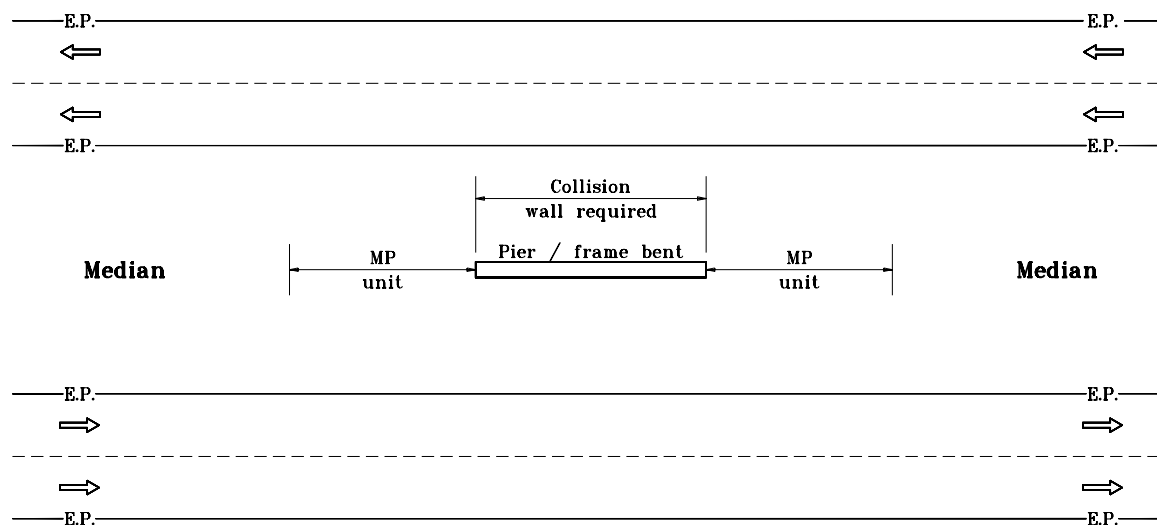 E.P. E.P.
E.P. E.P.
Collision
wall required
Pier / frame bent
Median MP MP Median
unit unit
E.P. E.P.
E.P. E.P.